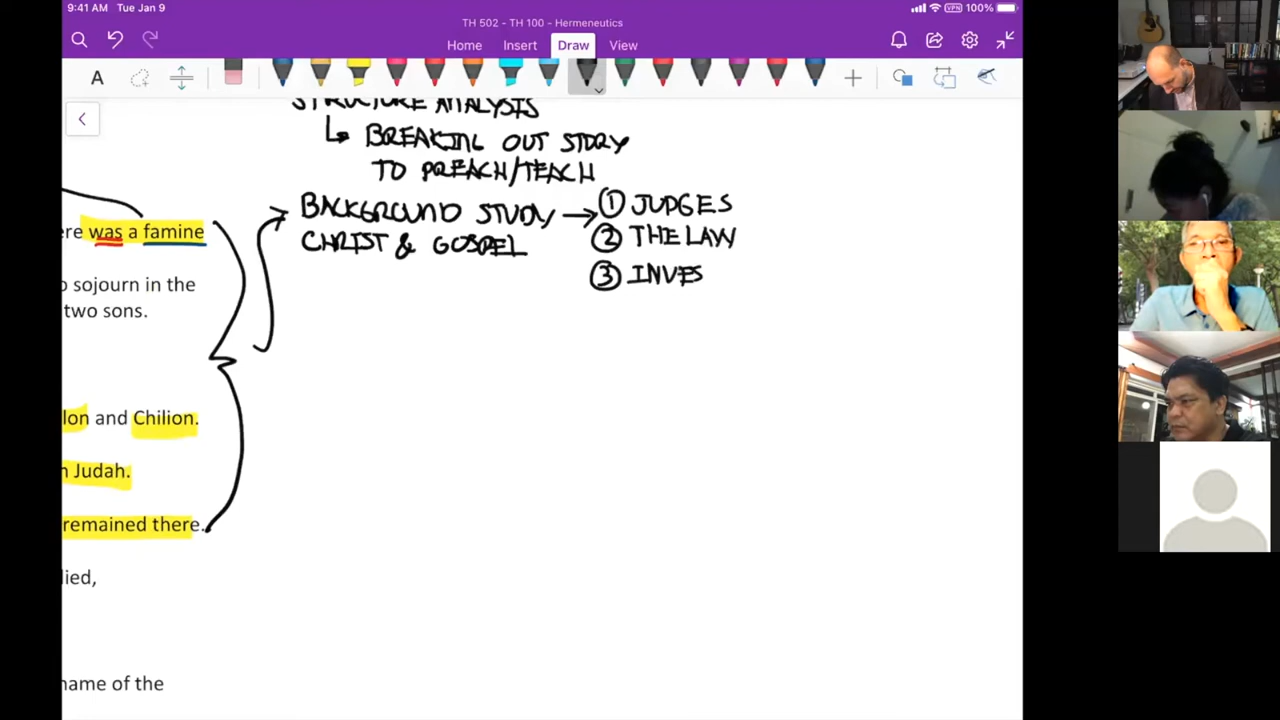 9:41 AM Tue Jan 9
VPN 100%
TH 502 - TH 100 - Hermeneutics
Home Insert Draw View
A
STRUCTURE ANALYSIS
BREAKING OUT STORY
TO PREACH/TEACH
BACKGROUND STUDY → ① JUDGES
CHRIST & GOSPEL ② THE LAW
③ INVES
ere was a famine
o sojourn in the
two sons.
lon and Chilion.
n Judah.
remained there.
lied,
name of the